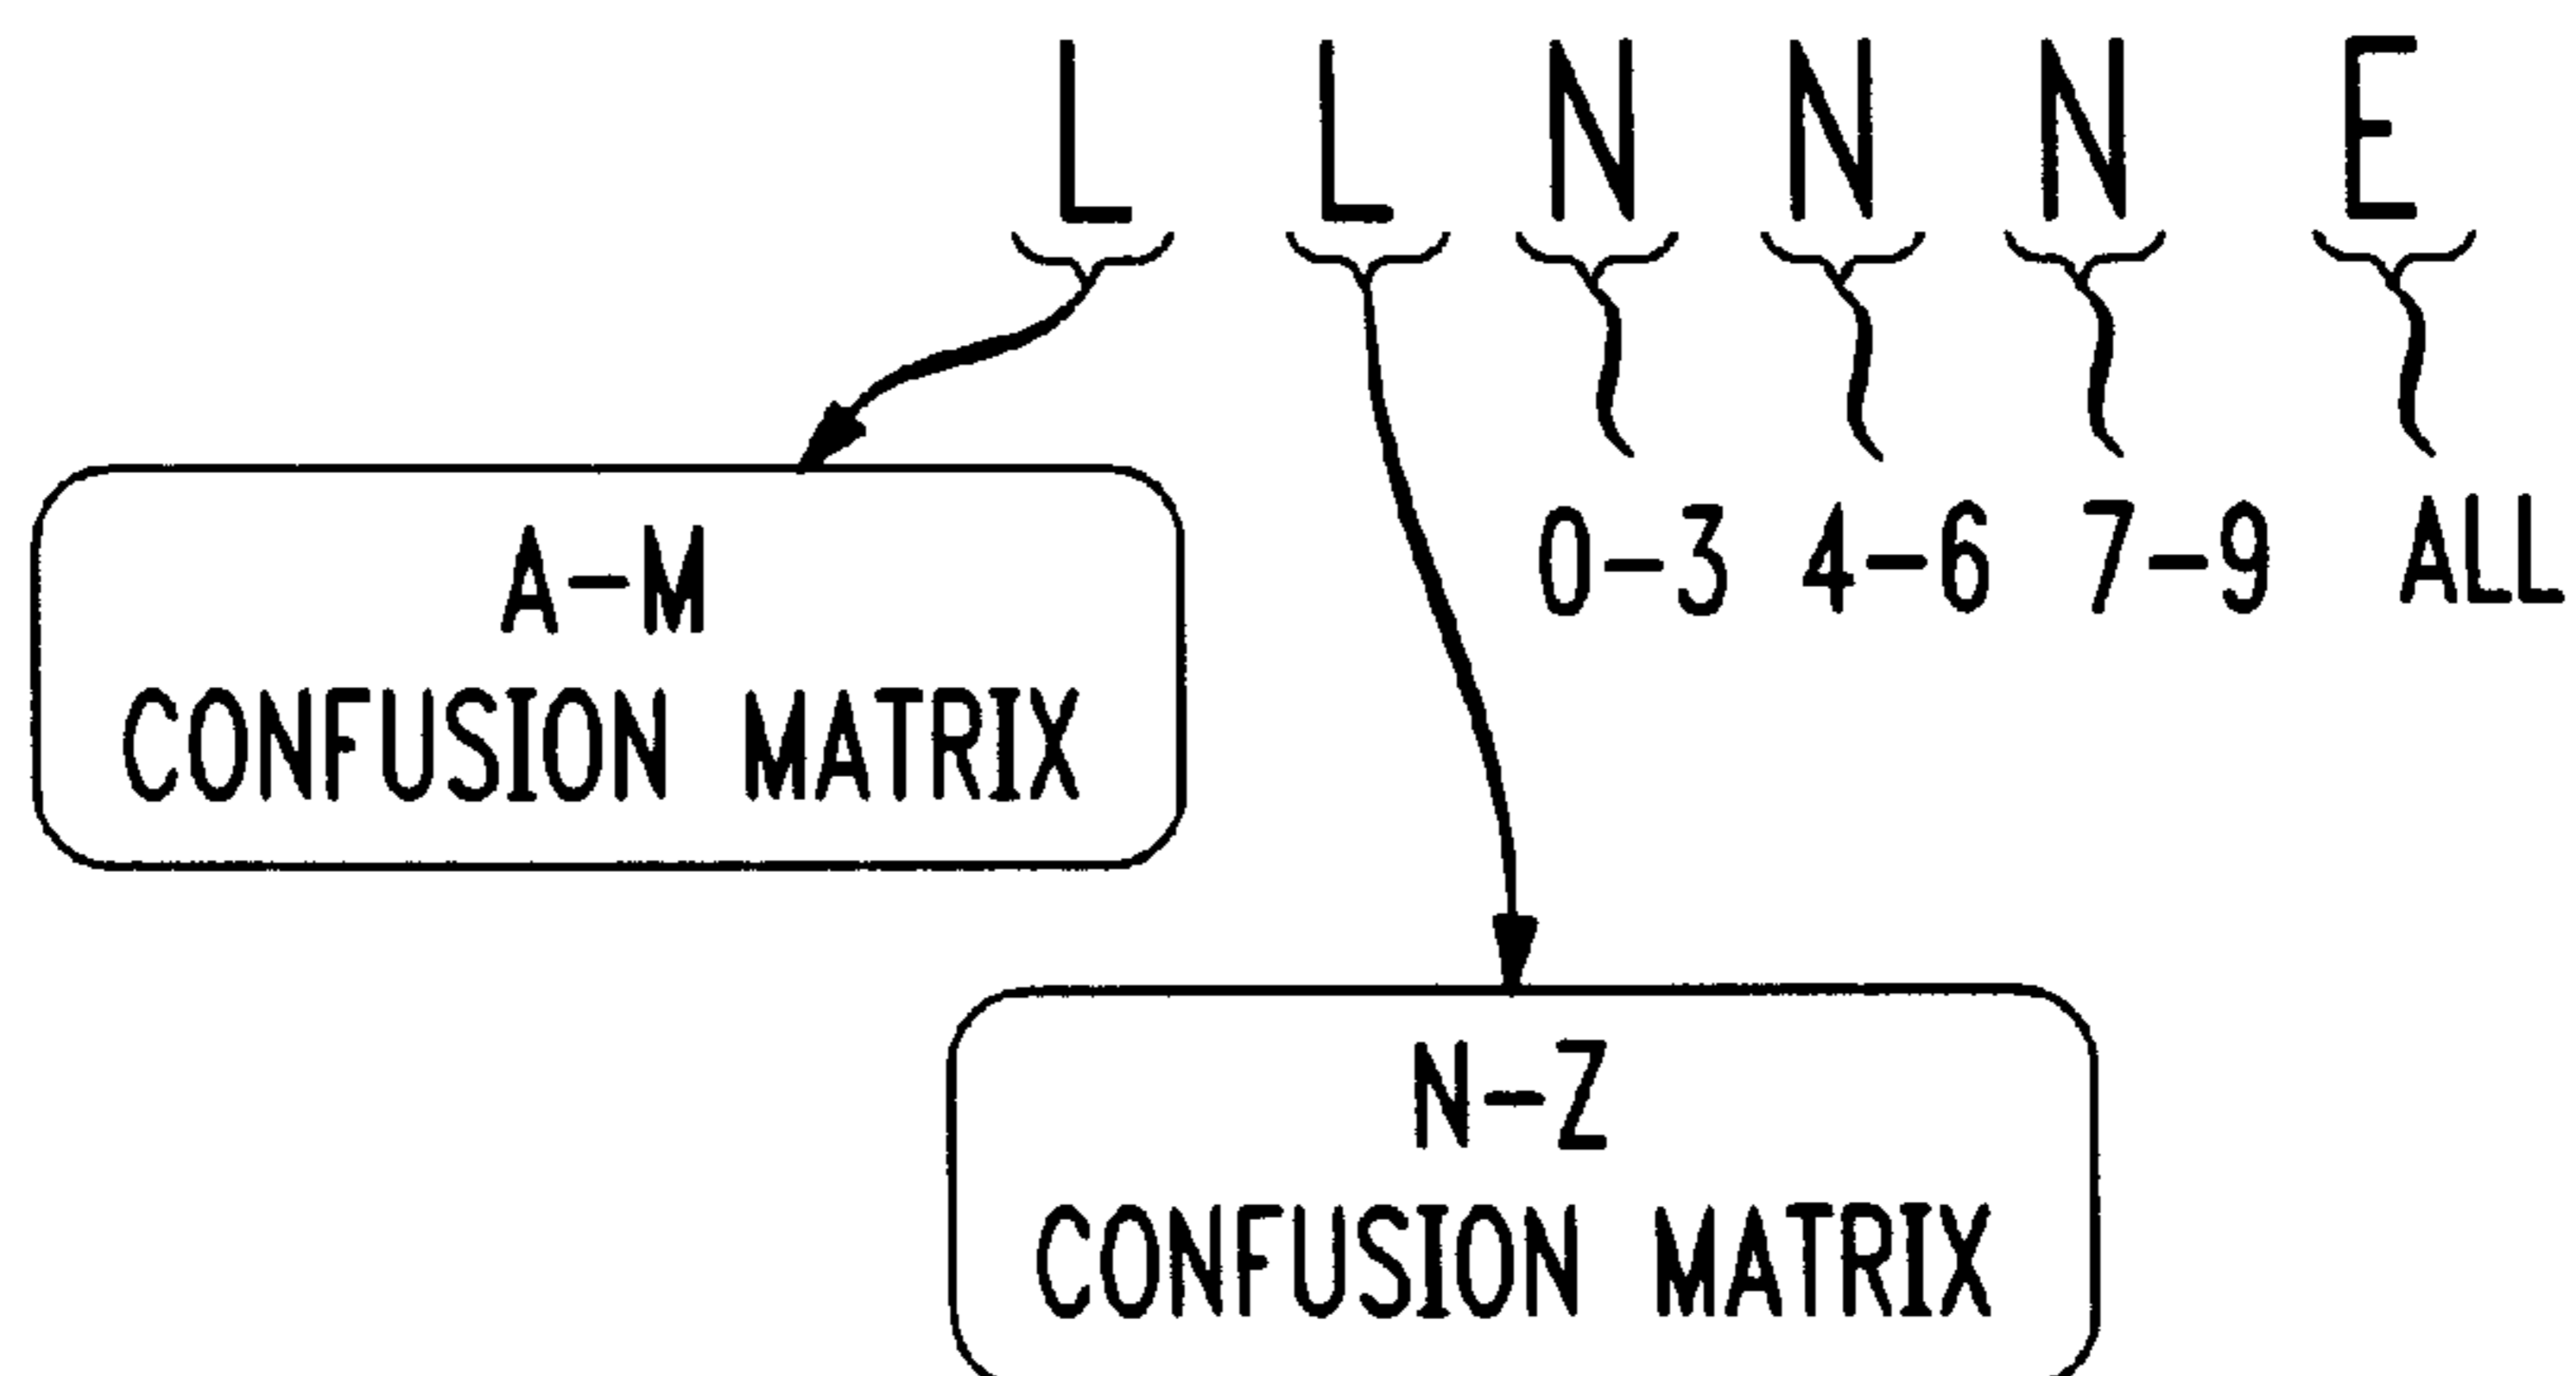 L L N N N E
0-3 4-6 7-9 ALL
A-M
CONFUSION MATRIX
N-Z
CONFUSION MATRIX